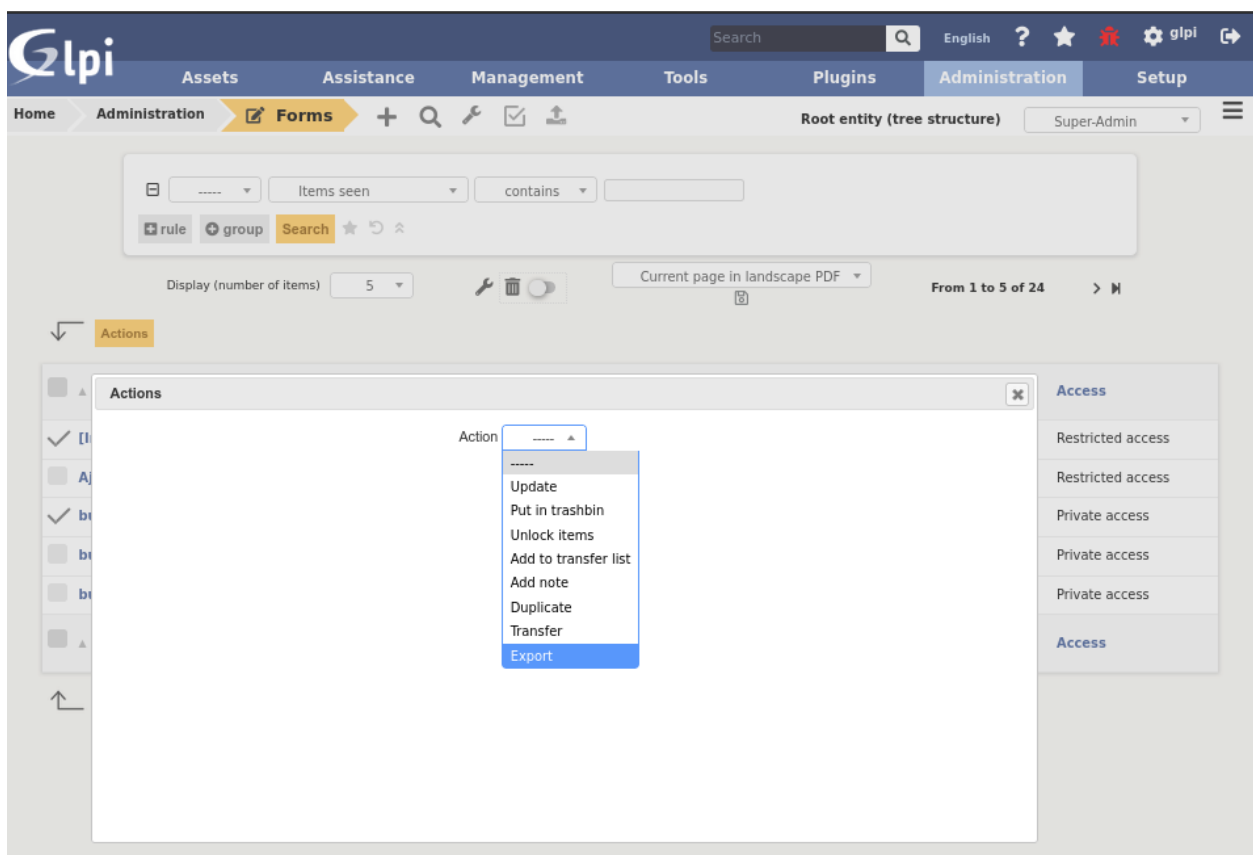 Glpi
Search
English ? glpi
Assets Assistance Management Tools Plugins Administration Setup
Home Administration Forms
Root entity (tree structure) Super-Admin
----- Items seen contains
rule group Search
Display (number of items) 5 Current page in landscape PDF From 1 to 5 of 24
Actions
Actions
Access
Action -----
Restricted access
Restricted access
Private access
Private access
Private access
Access
-----
Update
Put in trashbin
Unlock items
Add to transfer list
Add note
Duplicate
Transfer
Export